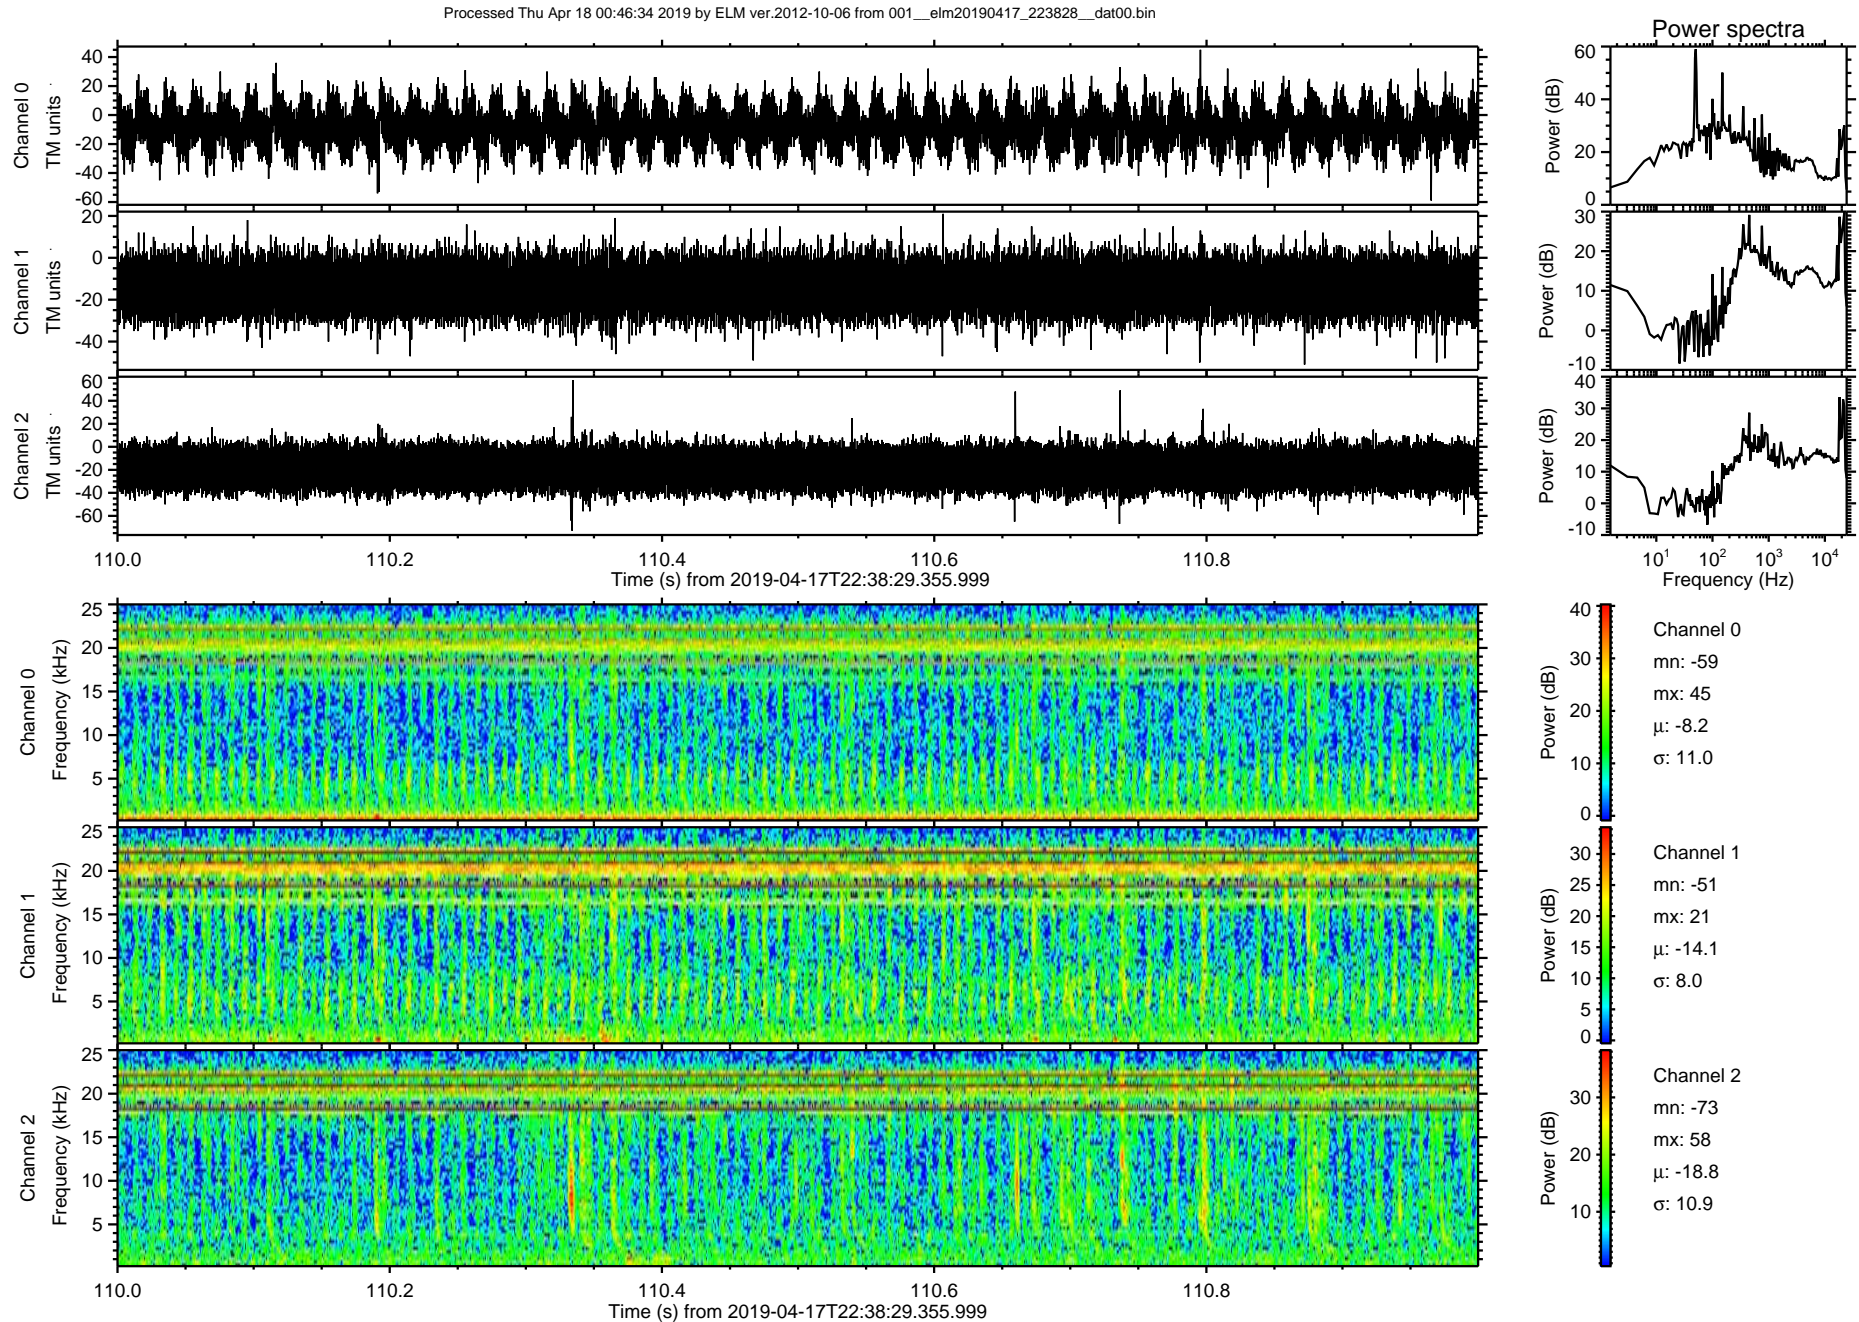 Processed Thu Apr 18 00:46:34 2019 by ELM ver.2012-10-06 from 001__elm20190417_223828__dat00.bin
Power spectra
Channel 0
TM units
40
20
0
-20
-40
-60
Power (dB)
60
40
20
0
Channel 1
TM units
20
0
-20
-40
Power (dB)
30
20
10
0
-10
Channel 2
TM units
60
40
20
0
-20
-40
-60
Power (dB)
40
30
20
10
0
-10
110.0 110.2 110.4 110.6 110.8
Time (s) from 2019-04-17T22:38:29.355.999
10¹ 10² 10³ 10⁴
Frequency (Hz)
Channel 0
Frequency (kHz)
25
20
15
10
5
Power (dB)
40
30
20
10
0
Channel 0
mn: -59
mx: 45
μ: -8.2
σ: 11.0
Channel 1
Frequency (kHz)
25
20
15
10
5
Power (dB)
30
25
20
15
10
5
0
Channel 1
mn: -51
mx: 21
μ: -14.1
σ: 8.0
Channel 2
Frequency (kHz)
25
20
15
10
5
Power (dB)
30
20
10
Channel 2
mn: -73
mx: 58
μ: -18.8
σ: 10.9
110.0 110.2 110.4 110.6 110.8
Time (s) from 2019-04-17T22:38:29.355.999